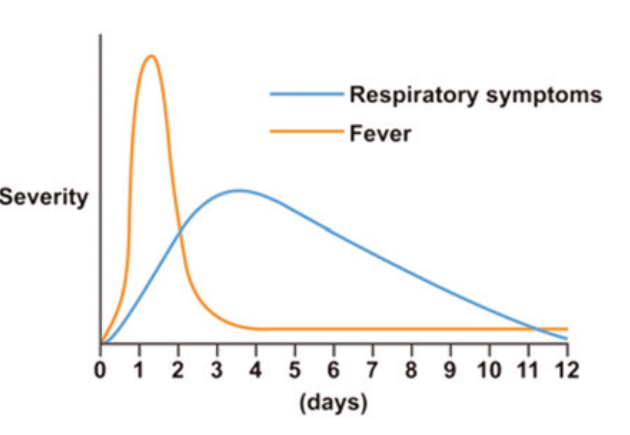 Respiratory symptoms
Fever
Severity
0 1 2 3 4 5 6 7 8 9 10 11 12
(days)